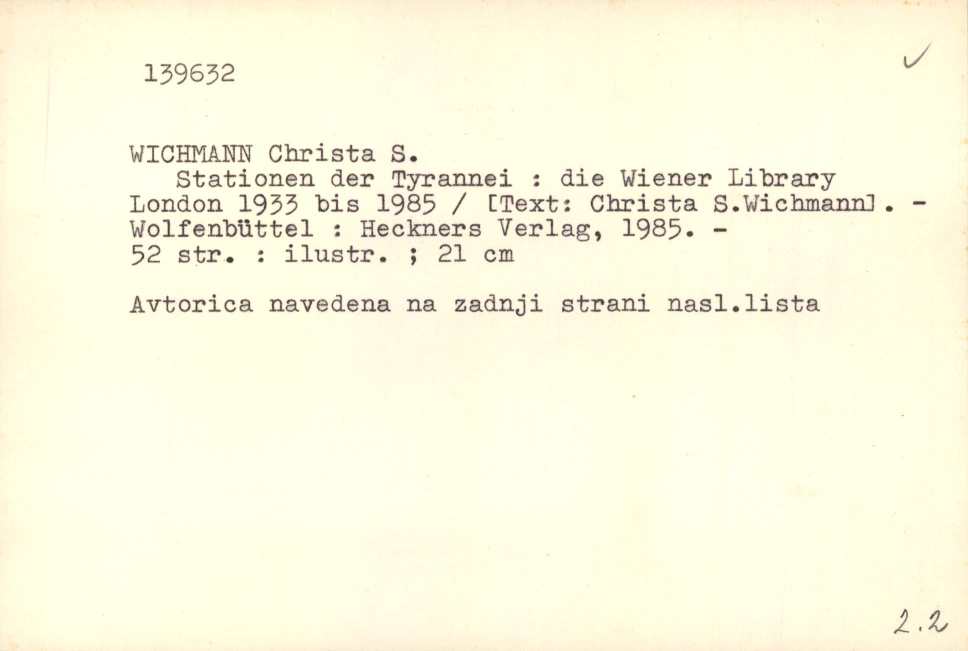 139632
✓
WICHMANN Christa S.
Stationen der Tyrannei : die Wiener Library
London 1933 bis 1985 / [Text: Christa S.Wichmann]. -
Wolfenbüttel : Heckners Verlag, 1985. -
52 str. : ilustr. ; 21 cm
Avtorica navedena na zadnji strani nasl.lista
2.2